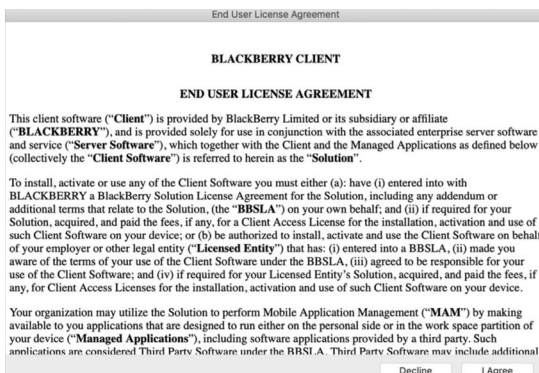 End User License Agreement
BLACKBERRY CLIENT
END USER LICENSE AGREEMENT
This client software (“Client”) is provided by BlackBerry Limited or its subsidiary or affiliate
(“BLACKBERRY”), and is provided solely for use in conjunction with the associated enterprise server software
and service (“Server Software”), which together with the Client and the Managed Applications as defined below
(collectively the “Client Software”) is referred to herein as the “Solution”.
To install, activate or use any of the Client Software you must either (a): have (i) entered into with
BLACKBERRY a BlackBerry Solution License Agreement for the Solution, including any addendum or
additional terms that relate to the Solution, (the “BBSLA”) on your own behalf; and (ii) if required for your
Solution, acquired, and paid the fees, if any, for a Client Access License for the installation, activation and use of
such Client Software on your device; or (b) be authorized to install, activate and use the Client Software on behal
of your employer or other legal entity (“Licensed Entity”) that has: (i) entered into a BBSLA, (ii) made you
aware of the terms of your use of the Client Software under the BBSLA, (iii) agreed to be responsible for your
use of the Client Software; and (iv) if required for your Licensed Entity’s Solution, acquired, and paid the fees, if
any, for Client Access Licenses for the installation, activation and use of such Client Software on your device.
Your organization may utilize the Solution to perform Mobile Application Management (“MAM”) by making
available to you applications that are designed to run either on the personal side or in the work space partition of
your device (“Managed Applications”), including software applications provided by a third party. Such
applications are considered Third Party Software under the BBSLA. Third Party Software may include additional
Decline
I Agree